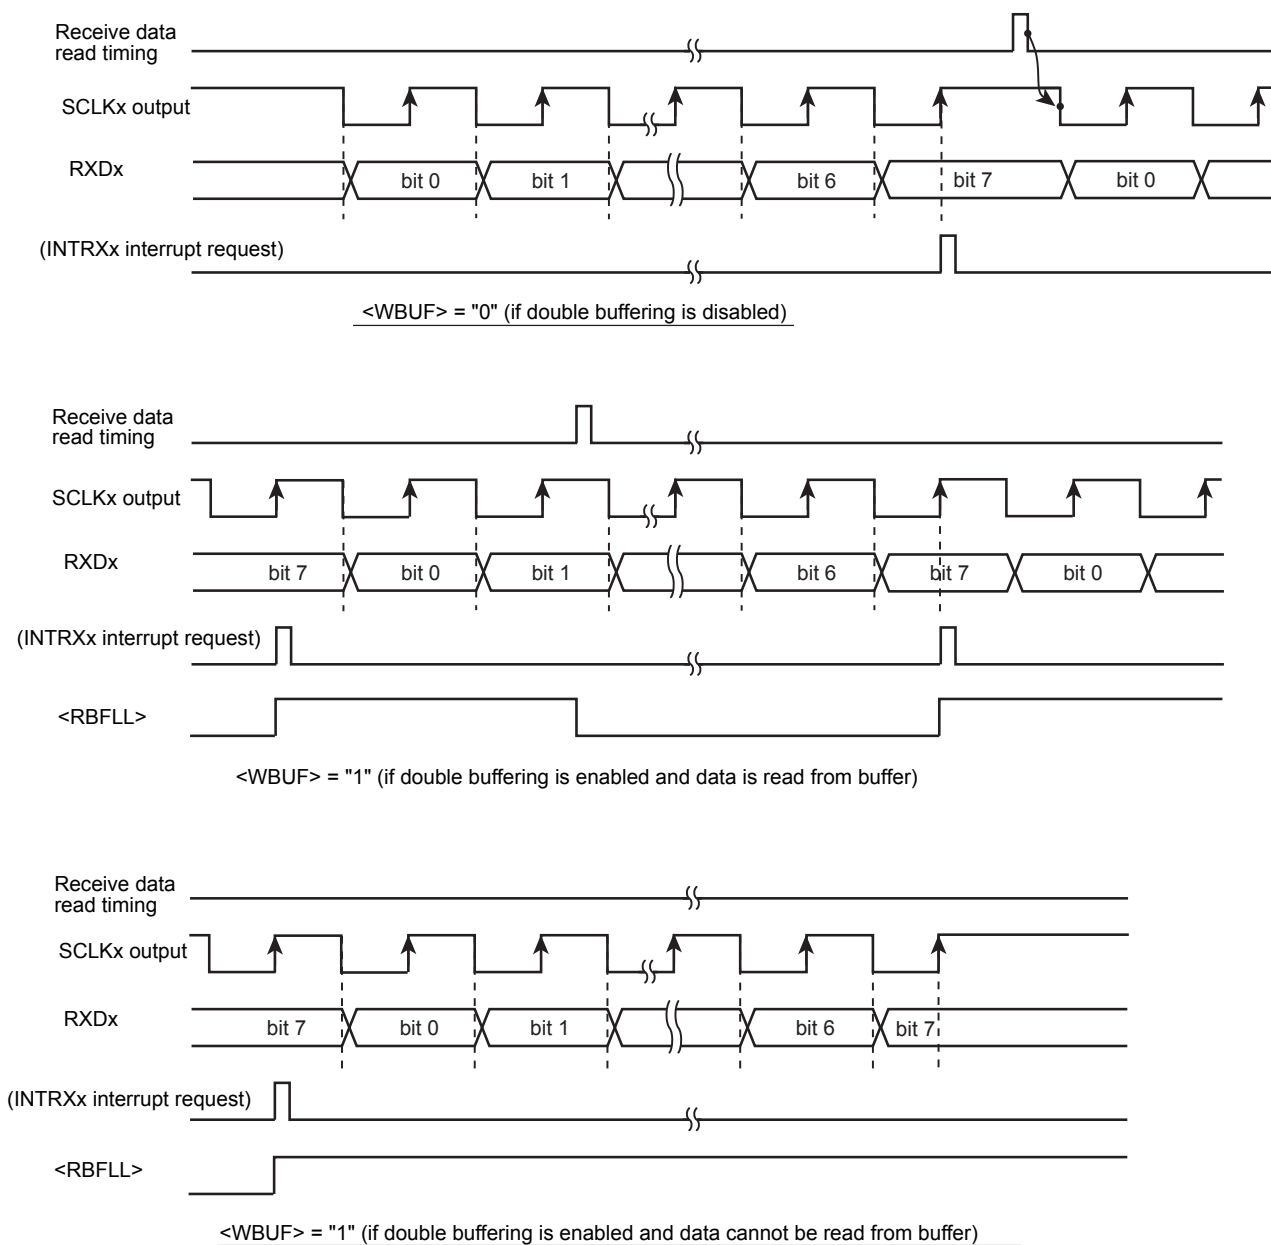 Receive data
read timing
SCLKx output
RXDx
bit 0 bit 1 bit 6 bit 7 bit 0
(INTRXx interrupt request)
<WBUF> = "0" (if double buffering is disabled)
Receive data
read timing
SCLKx output
RXDx
bit 7 bit 0 bit 1 bit 6 bit 7 bit 0
(INTRXx interrupt request)
<RBFLL>
<WBUF> = "1" (if double buffering is enabled and data is read from buffer)
Receive data
read timing
SCLKx output
RXDx
bit 7 bit 0 bit 1 bit 6 bit 7
(INTRXx interrupt request)
<RBFLL>
<WBUF> = "1" (if double buffering is enabled and data cannot be read from buffer)